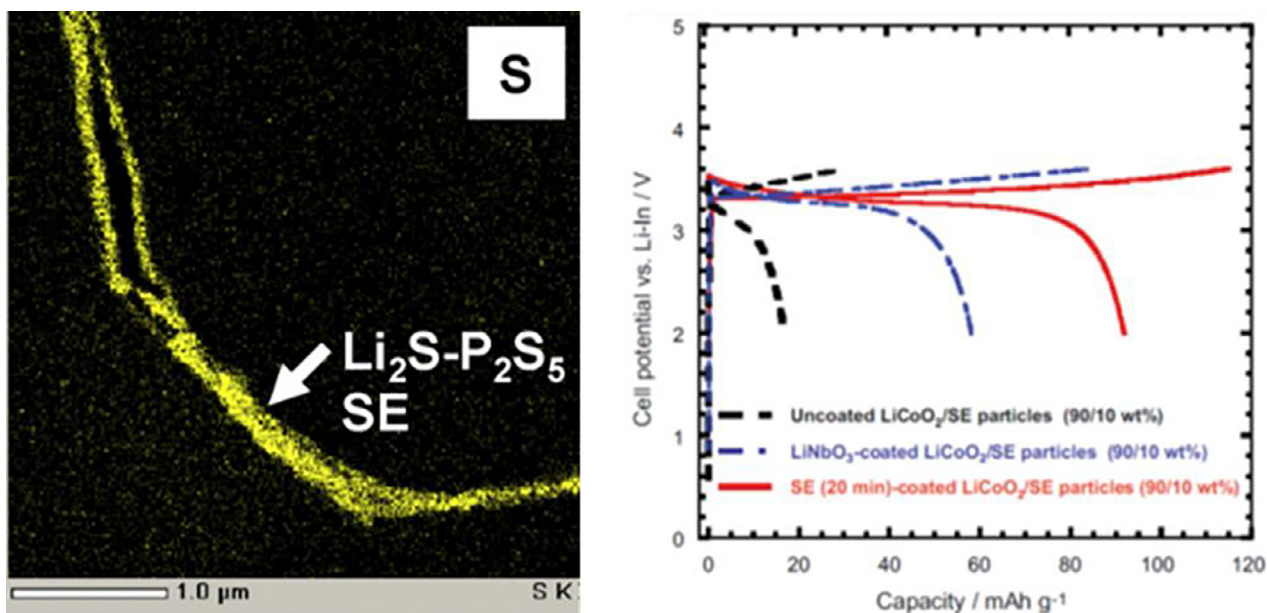 S
Li₂S-P₂S₅
SE
1.0 μm
S K
5
4
3
2
1
0
Cell potential vs. Li-In / V
Uncoated LiCoO₂/SE particles (90/10 wt%)
LiNbO₃-coated LiCoO₂/SE particles (90/10 wt%)
SE (20 min)-coated LiCoO₂/SE particles (90/10 wt%)
0 20 40 60 80 100 120
Capacity / mAh g⁻¹